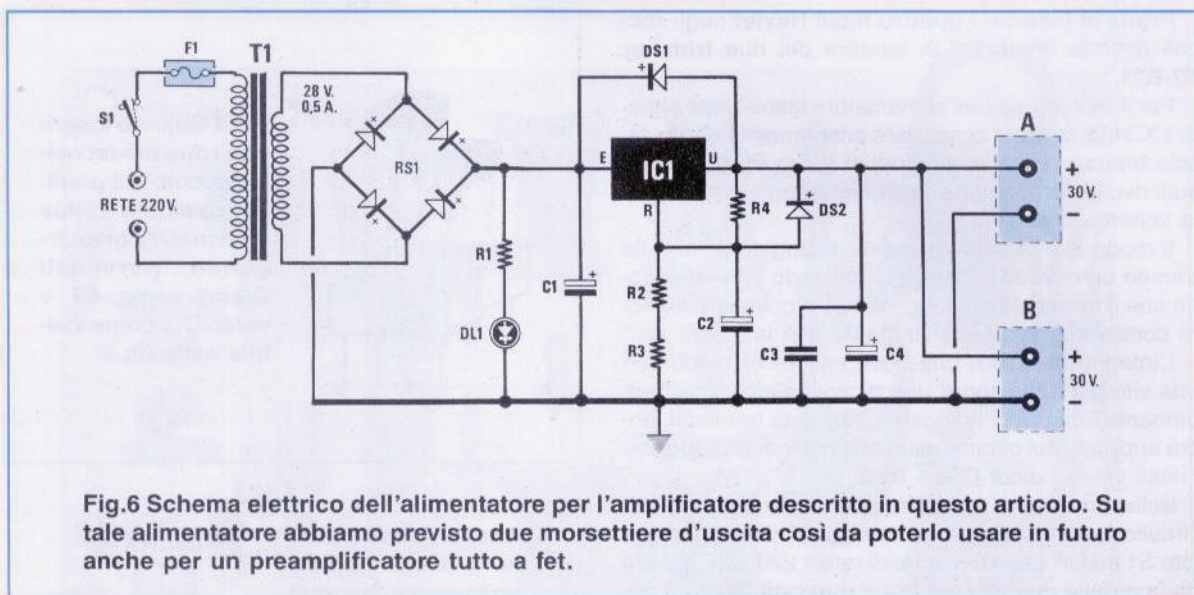 F1
T1
S1
RETE 220V.
28 V.
0,5 A.
RS1
R1
DL1
C1
DS1
E
IC1
U
R
R4
DS2
R2
R3
C2
C3
C4
A
+
30 V.
−
B
+
30 V.
−
Fig.6 Schema elettrico dell'alimentatore per l'amplificatore descritto in questo articolo. Su
tale alimentatore abbiamo previsto due morsettiere d'uscita così da poterlo usare in futuro
anche per un preamplificatore tutto a fet.